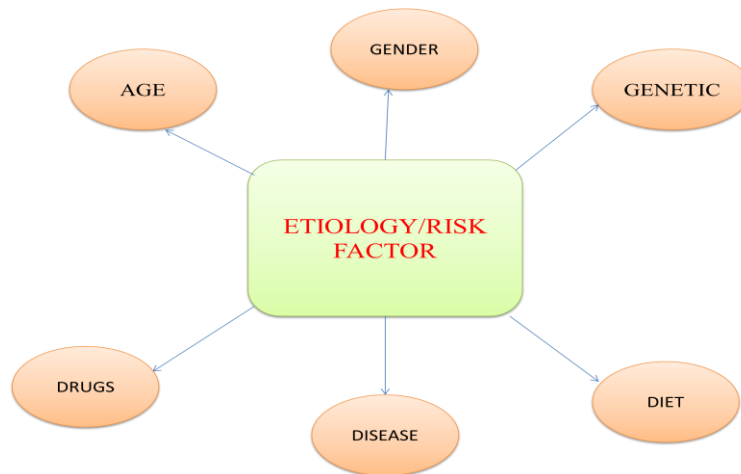 GENDER
AGE
GENETIC
ETIOLOGY/RISK
FACTOR
DRUGS
DISEASE
DIET